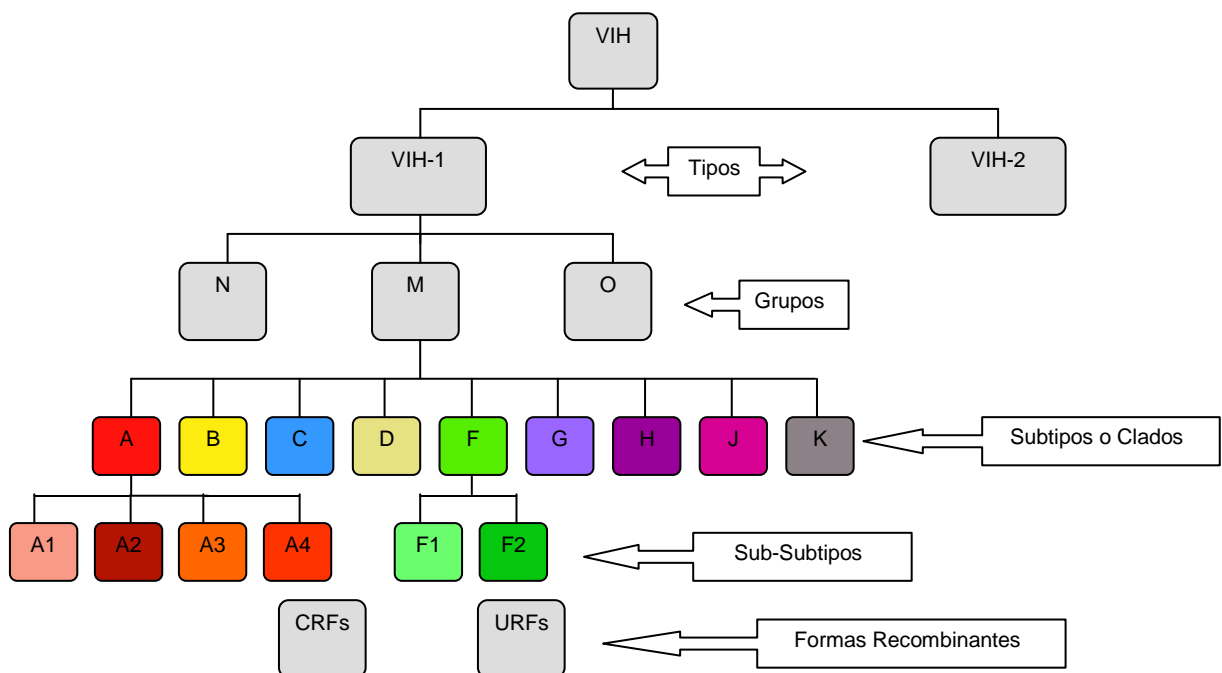 VIH
VIH-1
Tipos
VIH-2
N
M
O
Grupos
A
B
C
D
F
G
H
J
K
Subtipos o Clados
A1
A2
A3
A4
F1
F2
Sub-Subtipos
CRFs
URFs
Formas Recombinantes